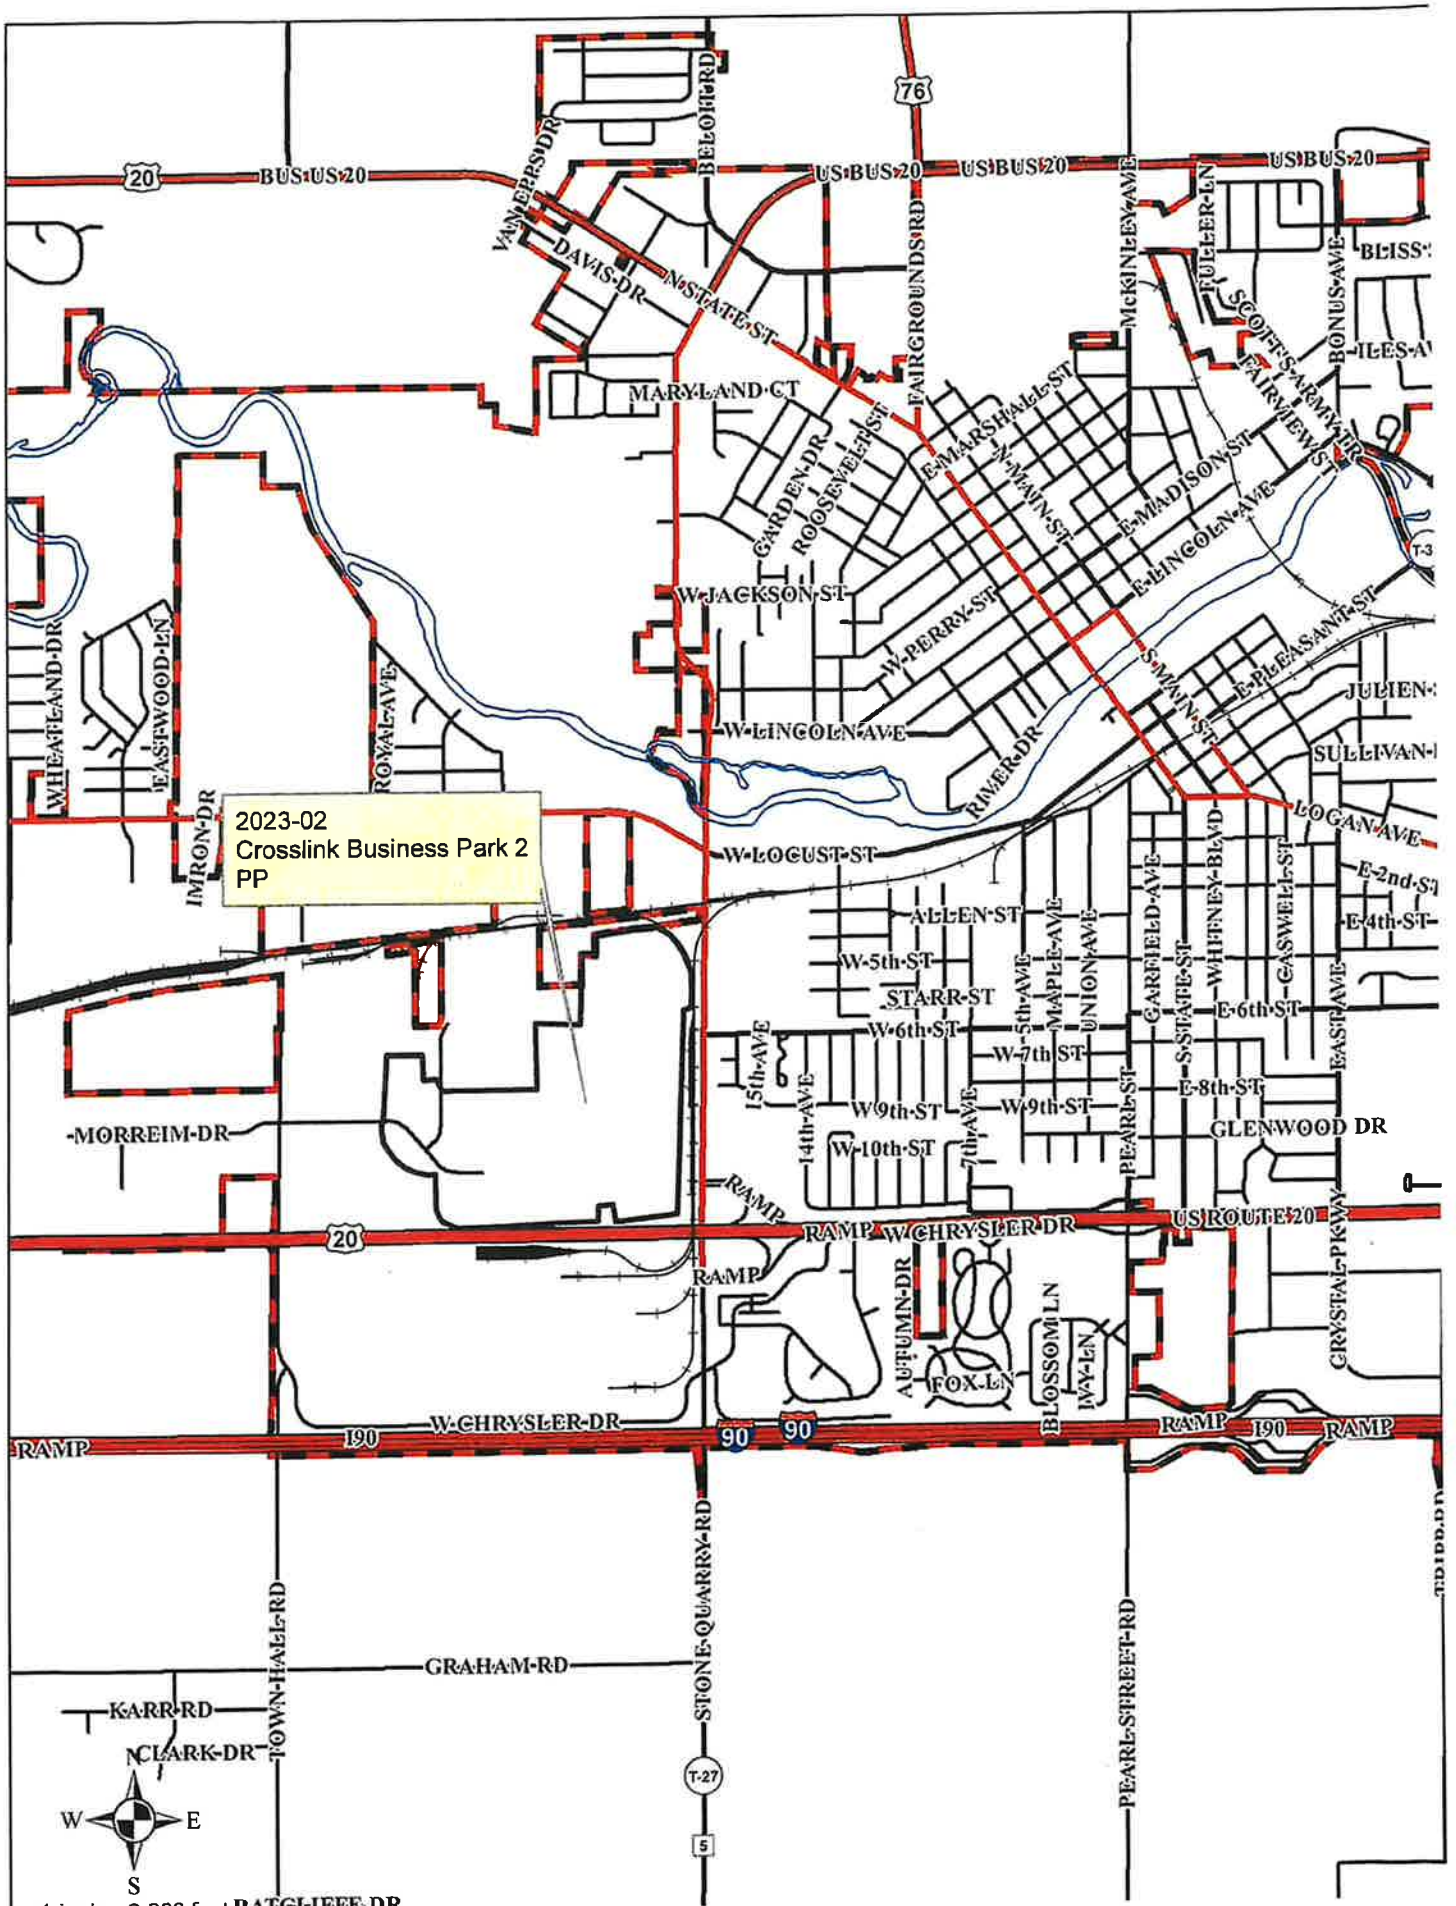 76
BELOIT RD
20
BUS US 20
US BUS 20
US BUS 20
US BUS 20
VAN EPPS DR
DAVIS DR
N STATE ST
FAIRGROUNDS RD
McKINLEY AVE
FULLER LN
BONUS AVE
BLISS
SCOTT'S ARMY TR
ILES A
FAIRVIEW ST
MARYLAND CT
E MARSHALL ST
N MAIN ST
GARDEN DR
ROOSEVELT ST
E MADISON ST
E LINCOLN AVE
T-3
W JACKSON ST
W PERRY ST
E PLEASANT ST
S MAIN ST
JULIEN
WHEATLAND DR
EASTWOOD LN
ROYAL AVE
W LINCOLN AVE
RIVER DR
SULLIVAN
IMRON DR
2023-02
Crosslink Business Park 2
PP
LOGAN AVE
W LOCUST ST
E 2nd ST
ALLEN ST
E 4th ST
W 5th ST
STARR ST
5th AVE
MAPLE AVE
UNION AVE
GARFIELD AVE
S STATE ST
WHITNEY BLVD
CASWELL ST
EAST AVE
W 6th ST
E 6th ST
W 7th ST
15th AVE
14th AVE
W 9th ST
7th AVE
W 9th ST
PEARL ST
E 8th ST
MORREIM DR
W 10th ST
GLENWOOD DR
RAMP
20
RAMP
W CHRYSLER DR
US ROUTE 20
RAMP
AUTUMN DR
FOX LN
BLOSSOM LN
IVY LN
CRYSTAL PKWY
W CHRYSLER DR
RAMP
I90
90
90
RAMP
I90
RAMP
TOWN HALL RD
STONE QUARRY RD
PEARL STREET RD
GRAHAM RD
KARR RD
CLARK DR
N
W
E
S
T-27
5
RATCLIFFE DR